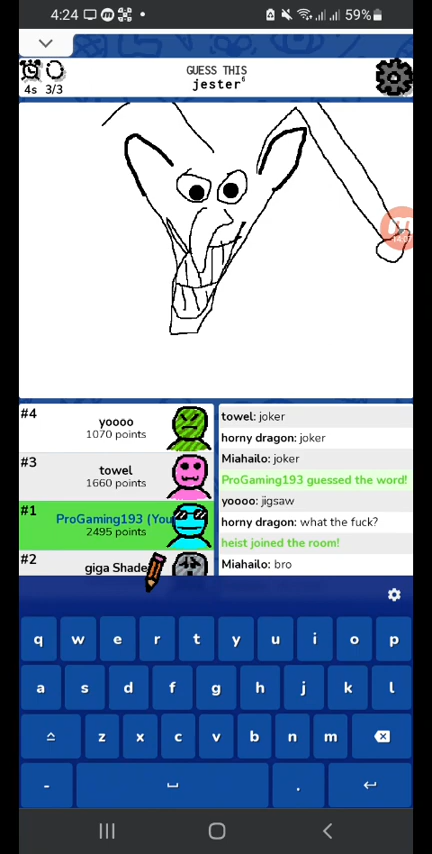 4:24 59%
GUESS THIS
jester6
4s 3/3
#4 yoooo
1070 points
#3 towel
1660 points
#1 ProGaming193 (You
2495 points
#2 giga Shade
towel: joker
horny dragon: joker
Miahailo: joker
ProGaming193 guessed the word!
yoooo: jigsaw
horny dragon: what the fuck?
heist joined the room!
Miahailo: bro
q w e r t y u i o p
a s d f g h j k l
z x c v b n m
- .